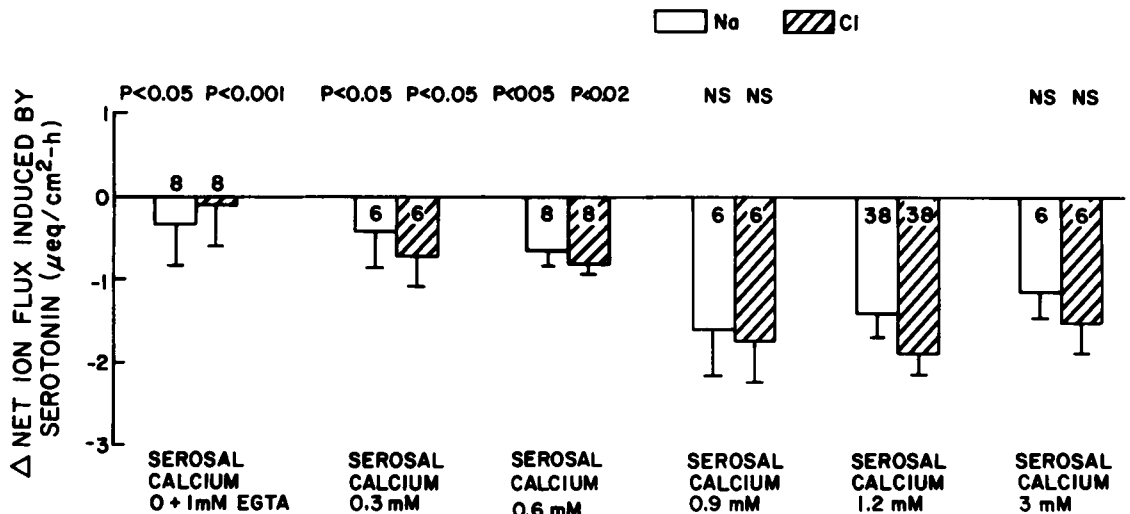 Na Cl
P<0.05 P<0.001 P<0.05 P<0.05 P<005 P<0.02 NS NS NS NS
Δ NET ION FLUX INDUCED BY
SEROTONIN (μeq/cm²-h)
1
0
-1
-2
-3
8 8
6 6 8 8 6 6 38 38 6 6
SEROSAL CALCIUM 0 + 1mM EGTA
SEROSAL CALCIUM 0.3 mM
SEROSAL CALCIUM 0.6 mM
SEROSAL CALCIUM 0.9 mM
SEROSAL CALCIUM 1.2 mM
SEROSAL CALCIUM 3 mM